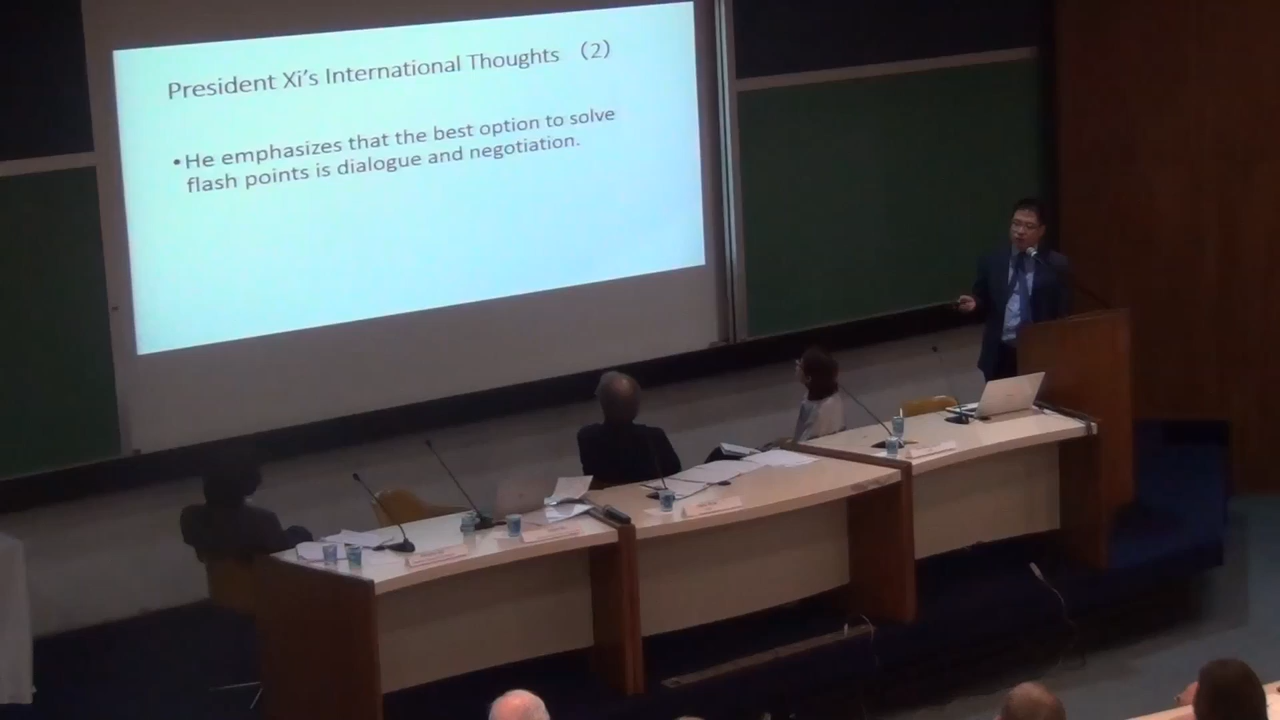 President Xi's International Thoughts （2）
•He emphasizes that the best option to solve
flash points is dialogue and negotiation.